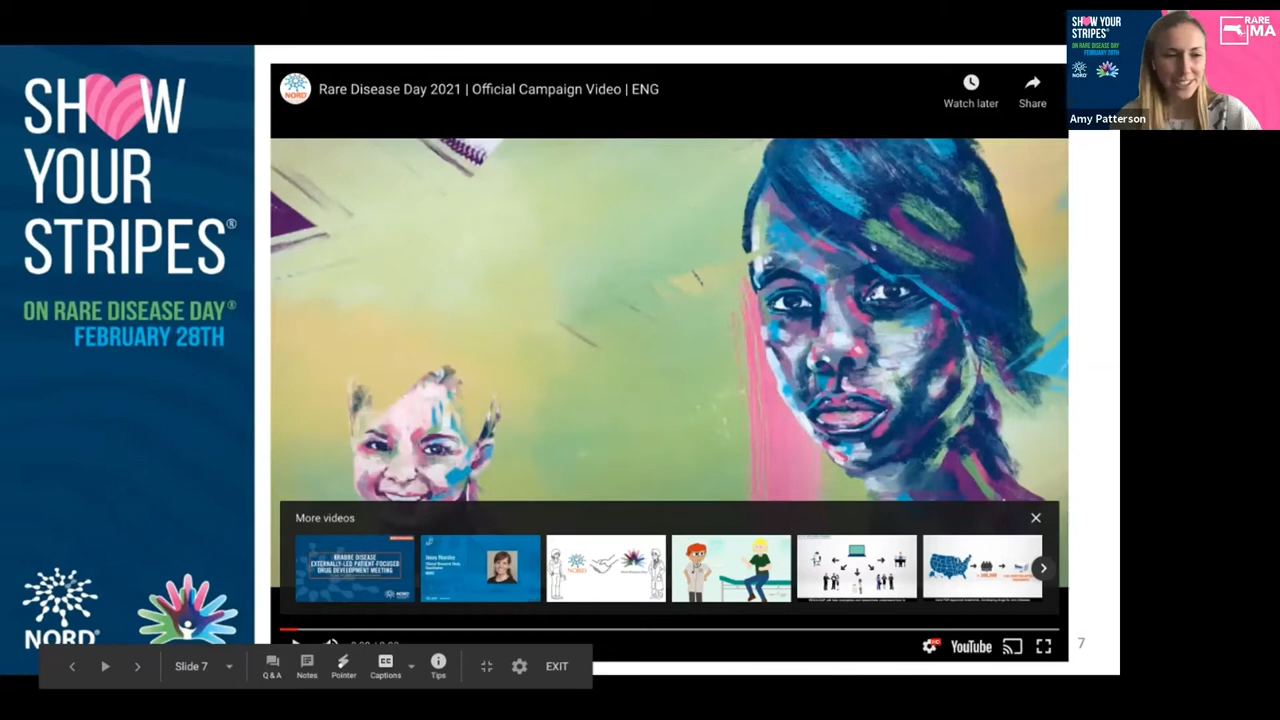 SHOW
YOUR
STRIPES®
ON RARE DISEASE DAY®
FEBRUARY 28TH
NORD®
NORD
Rare Disease Day 2021 | Official Campaign Video | ENG
Watch later
Share
More videos
KRABBE DISEASE
EXTERNALLY-LED PATIENT-FOCUSED
DRUG DEVELOPMENT MEETING
NORD
YouTube
HD
7
Slide 7
Q & A
Notes
Pointer
Captions
Tips
EXIT
SHOW YOUR
STRIPES®
ON RARE DISEASE DAY
FEBRUARY 28TH
NORD
RARE
MA
Amy Patterson